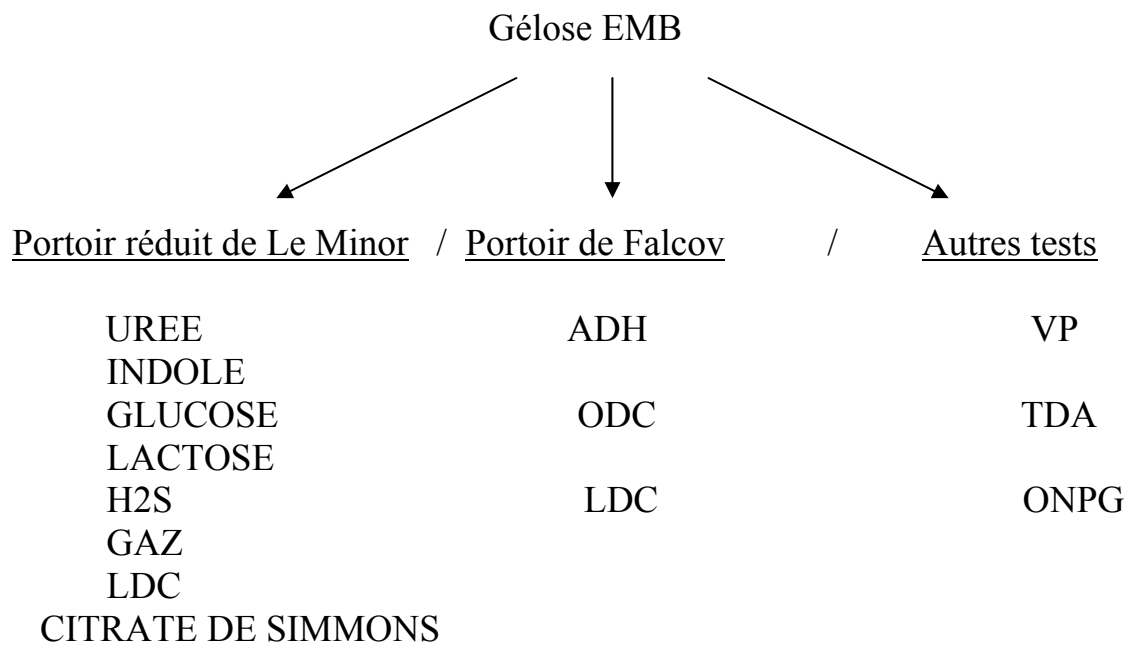 Gélose EMB
Portoir réduit de Le Minor / Portoir de Falcov / Autres tests
UREE ADH VP
INDOLE
GLUCOSE ODC TDA
LACTOSE
H2S LDC ONPG
GAZ
LDC
CITRATE DE SIMMONS